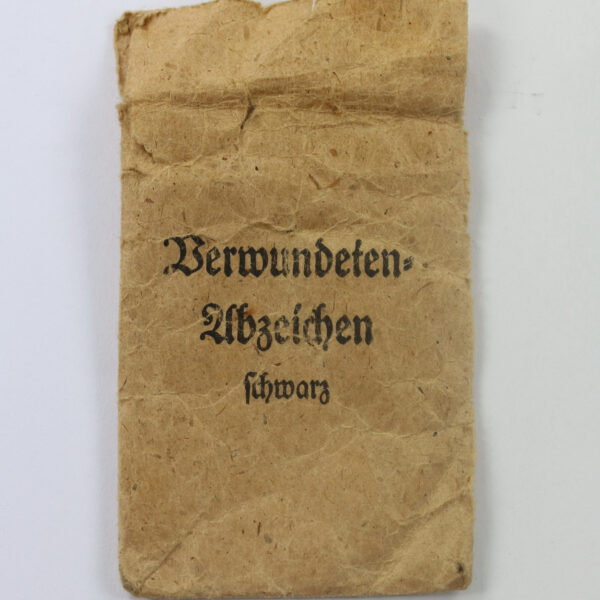 Verwundeten-
Abzeichen
schwarz